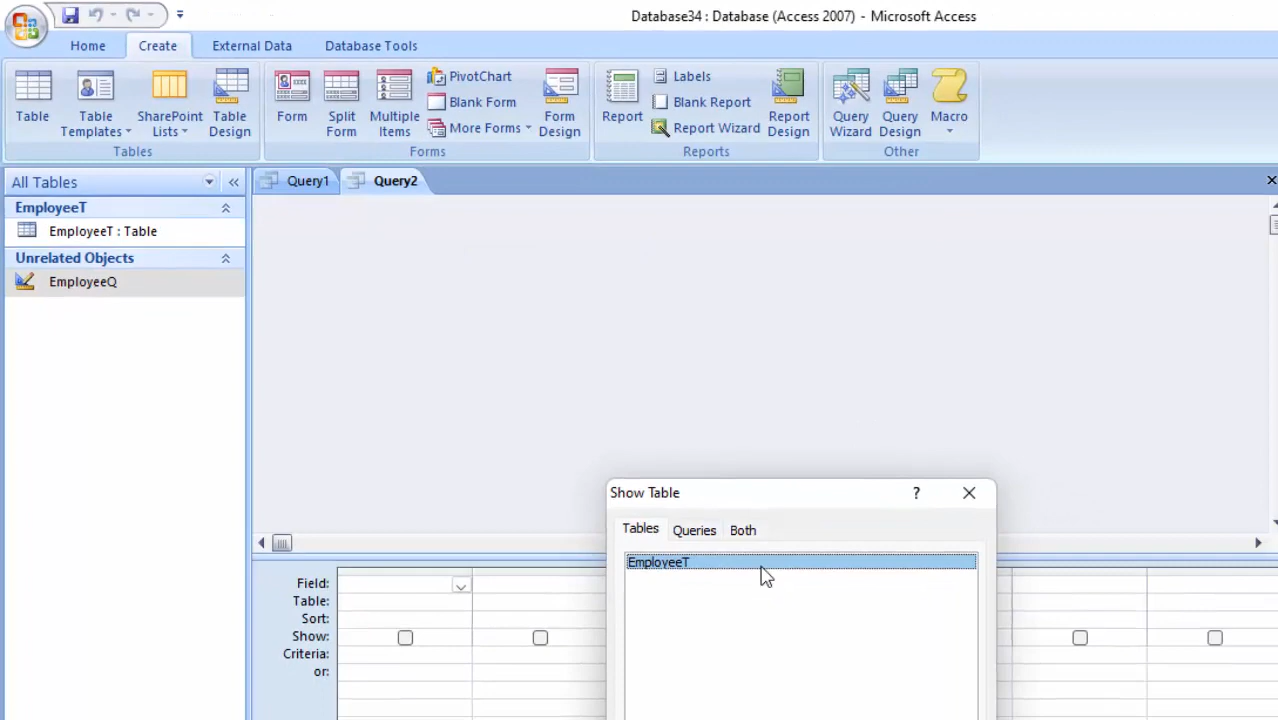 Database34 : Database (Access 2007) - Microsoft Access
Home Create External Data Database Tools
Table
Table Templates
SharePoint Lists
Table Design
Tables
Form
Split Form
Multiple Items
PivotChart
Blank Form
More Forms
Form Design
Forms
Report
Labels
Blank Report
Report Wizard
Report Design
Reports
Query Wizard
Query Design
Macro
Other
All Tables
EmployeeT
EmployeeT : Table
Unrelated Objects
EmployeeQ
Query1 Query2
Show Table
Tables Queries Both
EmployeeT
Field:
Table:
Sort:
Show:
Criteria:
or: